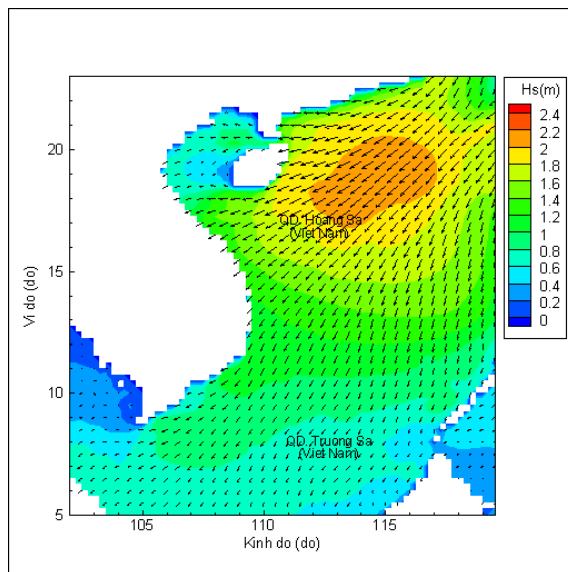 Hs(m)
2.4
2.2
2
1.8
1.6
1.4
1.2
1
0.8
0.6
0.4
0.2
0
20
15
10
5
Vi do (do)
QD. Hoang Sa
(Viet Nam)
QD. Truong Sa
(Viet Nam)
105
110
115
Kinh do (do)